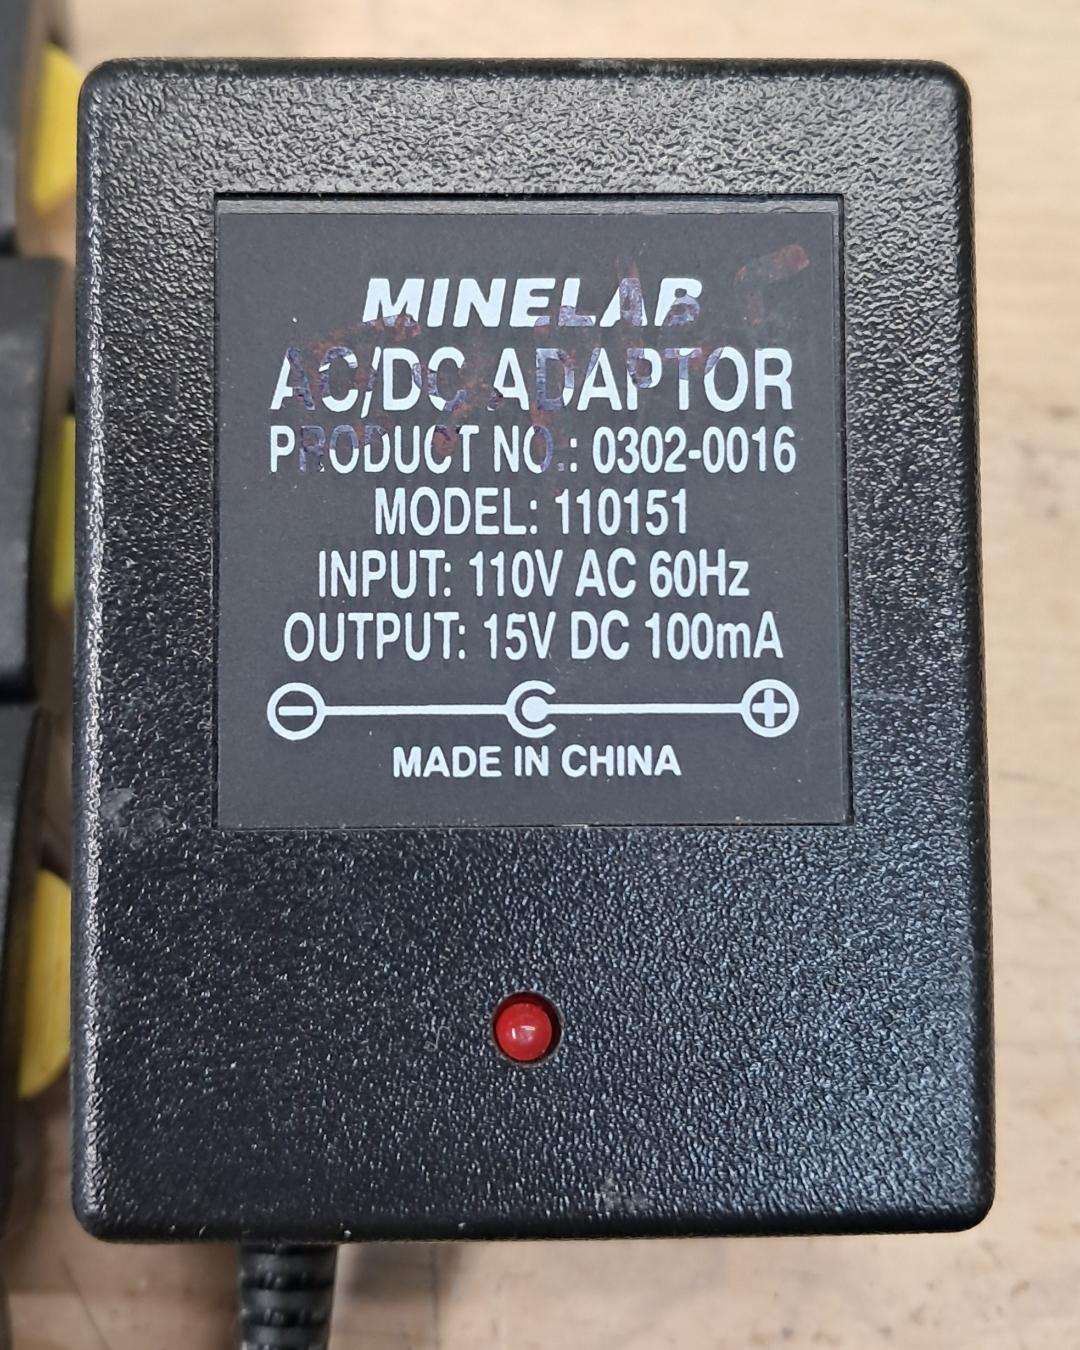 MINELAB
AC/DC ADAPTOR
PRODUCT NO.: 0302-0016
MODEL: 110151
INPUT: 110V AC 60Hz
OUTPUT: 15V DC 100mA
MADE IN CHINA